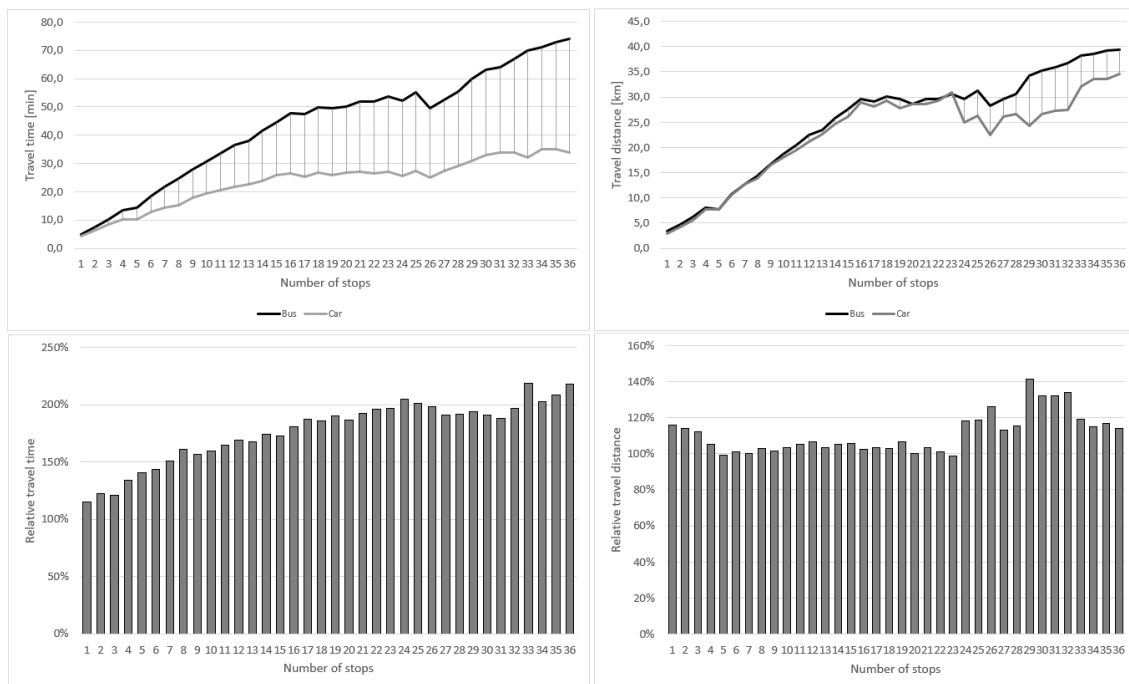 80,0
70,0
60,0
50,0
40,0
30,0
20,0
10,0
0,0
Travel time [min]
1 2 3 4 5 6 7 8 9 10 11 12 13 14 15 16 17 18 19 20 21 22 23 24 25 26 27 28 29 30 31 32 33 34 35 36
Number of stops
Bus Car
45,0
40,0
35,0
30,0
25,0
20,0
15,0
10,0
5,0
0,0
Travel distance [km]
1 2 3 4 5 6 7 8 9 10 11 12 13 14 15 16 17 18 19 20 21 22 23 24 25 26 27 28 29 30 31 32 33 34 35 36
Number of stops
Bus Car
250%
200%
150%
100%
50%
0%
Relative travel time
1 2 3 4 5 6 7 8 9 10 11 12 13 14 15 16 17 18 19 20 21 22 23 24 25 26 27 28 29 30 31 32 33 34 35 36
Number of stops
160%
140%
120%
100%
80%
60%
40%
20%
0%
Relative travel distance
1 2 3 4 5 6 7 8 9 10 11 12 13 14 15 16 17 18 19 20 21 22 23 24 25 26 27 28 29 30 31 32 33 34 35 36
Number of stops